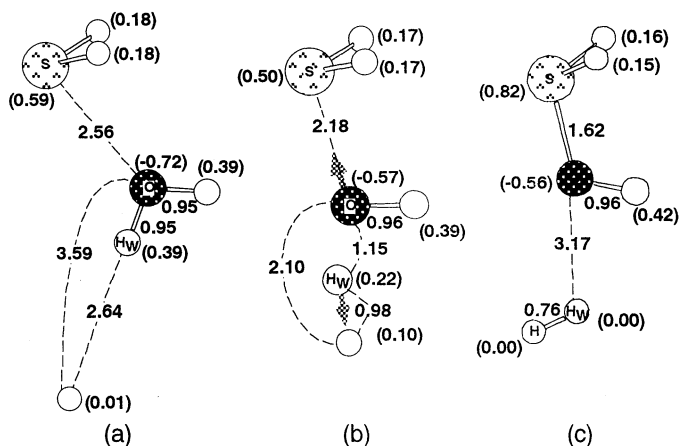 (0.18)
(0.18)
S
(0.59)
2.56
(-0.72)
(0.39)
O
0.95
0.95
HW
(0.39)
3.59
2.64
(0.01)
(a)
(0.17)
(0.17)
S
(0.50)
2.18
(-0.57)
O
0.96
(0.39)
1.15
2.10
HW
(0.22)
0.98
(0.10)
(b)
(0.16)
(0.15)
S
(0.82)
1.62
(-0.56)
0.96
(0.42)
3.17
0.76
HW
H
(0.00)
(0.00)
(c)